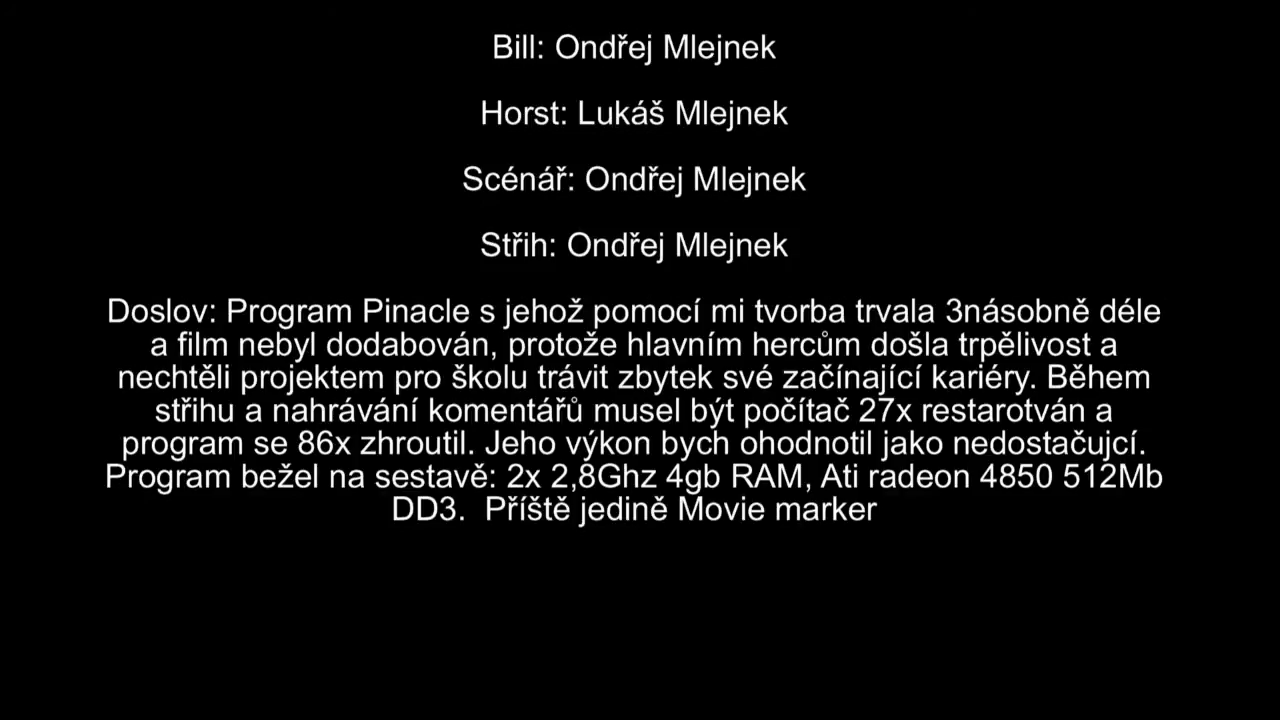 Bill: Ondřej Mlejnek
Horst: Lukáš Mlejnek
Scénář: Ondřej Mlejnek
Střih: Ondřej Mlejnek
Doslov: Program Pinacle s jehož pomocí mi tvorba trvala 3násobně déle
a film nebyl dodabován, protože hlavním hercům došla trpělivost a
nechtěli projektem pro školu trávit zbytek své začínající kariéry. Během
střihu a nahrávání komentářů musel být počítač 27x restarotván a
program se 86x zhroutil. Jeho výkon bych ohodnotil jako nedostačujcí.
Program bežel na sestavě: 2x 2,8Ghz 4gb RAM, Ati radeon 4850 512Mb
DD3.  Příště jedině Movie marker